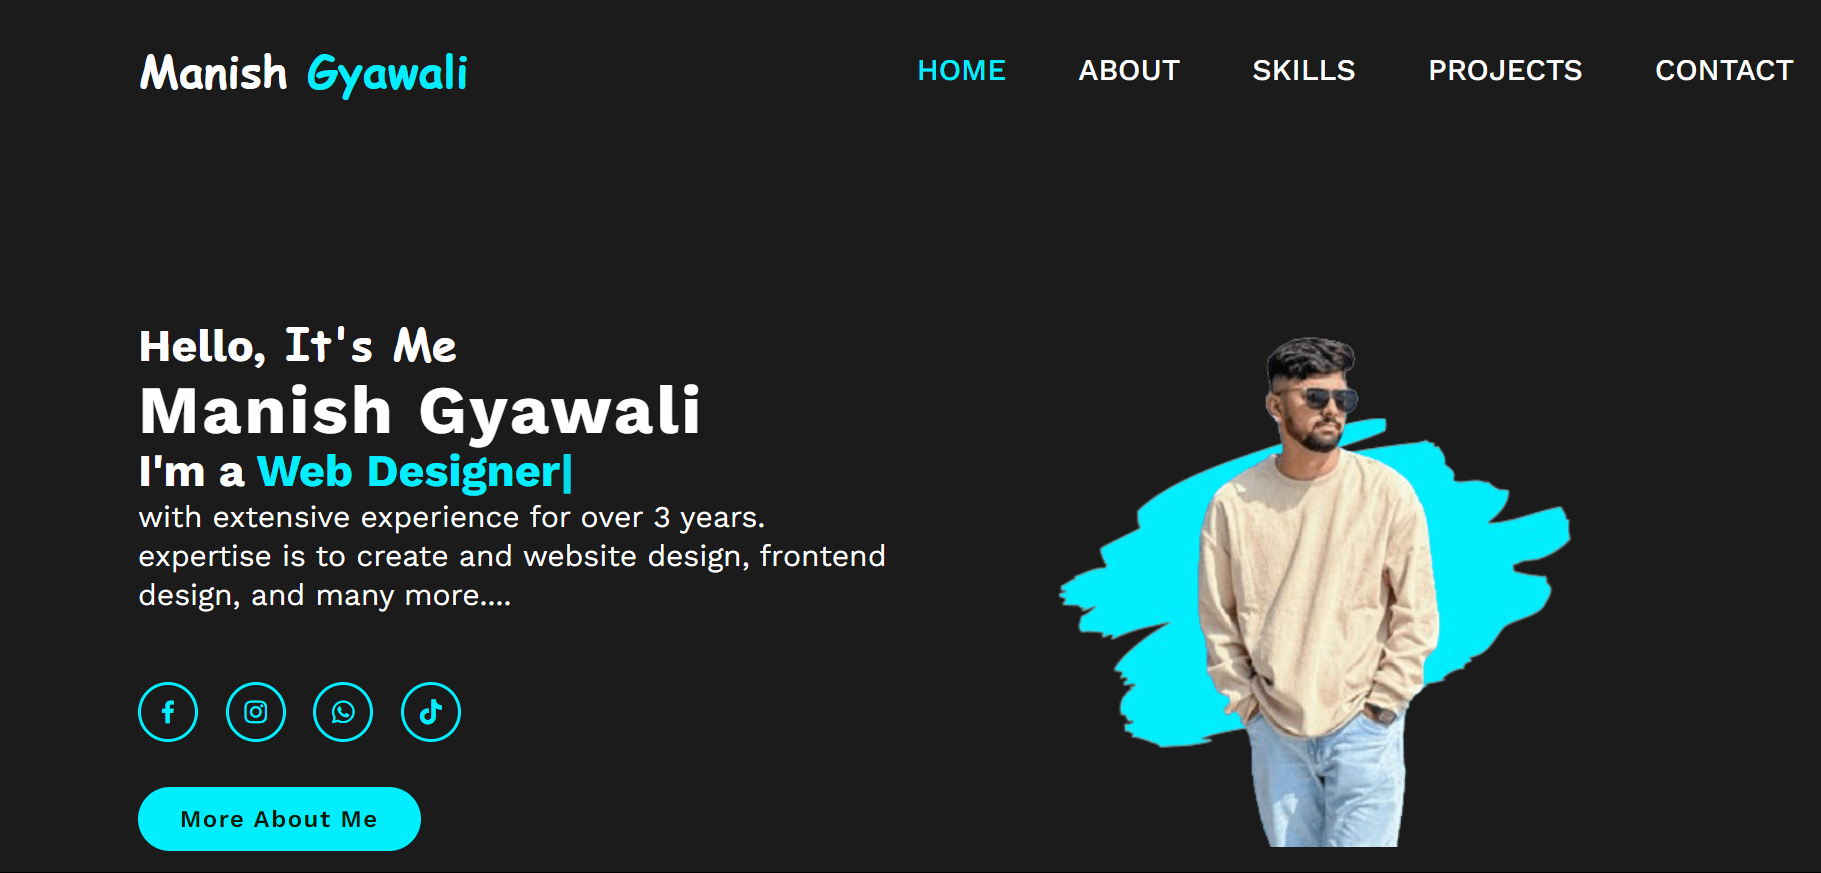 Manish Gyawali
HOME ABOUT SKILLS PROJECTS CONTACT
Hello, It's Me
Manish Gyawali
I'm a Web Designer|
with extensive experience for over 3 years.
expertise is to create and website design, frontend
design, and many more....
More About Me